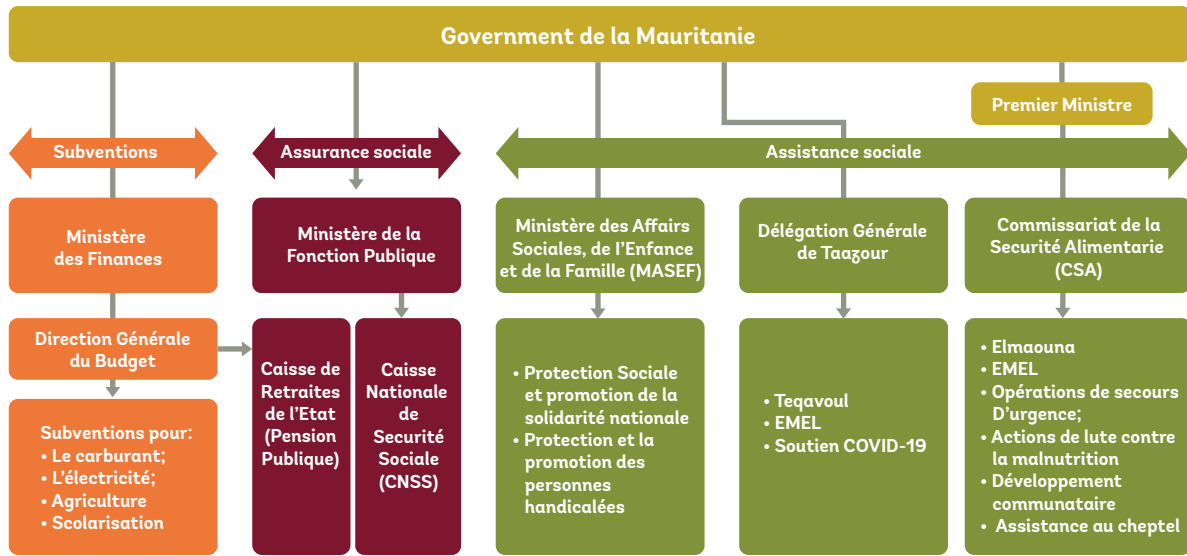 Government de la Mauritanie
Premier Ministre
Subventions
Assurance sociale
Assistance sociale
Ministère
des Finances
Ministère de la
Fonction Publique
Ministère des Affairs
Sociales, de l'Enfance
et de la Famille (MASEF)
Délégation Générale
de Taazour
Commissariat de la
Securité Alimentarie
(CSA)
Direction Générale
du Budget
Caisse de
Retraites
de l'Etat
(Pension
Publique)
Caisse
Nationale
de
Securité
Sociale
(CNSS)
• Protection Sociale
et promotion de la
solidarité nationale
• Protection et la
promotion des
personnes
handicalées
• Teqavoul
• EMEL
• Soutien COVID-19
• Elmaouna
• EMEL
• Opérations de secours
D'urgence;
• Actions de lute contre
la malnutrition
• Développement
communataire
• Assistance au cheptel
Subventions pour:
• Le carburant;
• L'électricité;
• Agriculture
• Scolarisation